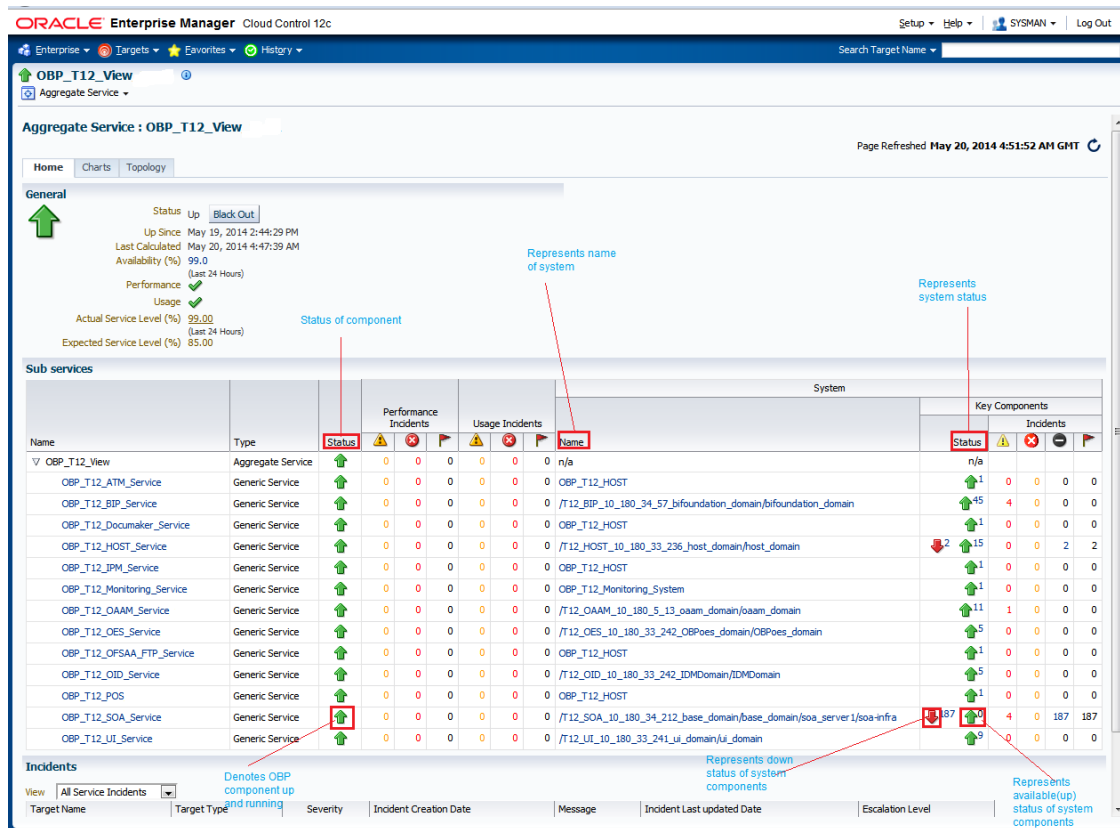 ORACLE Enterprise Manager Cloud Control 12c
Setup Help SYSMAN Log Out
Enterprise Targets Favorites History Search Target Name
OBP_T12_View
Aggregate Service
Aggregate Service : OBP_T12_View
Page Refreshed May 20, 2014 4:51:52 AM GMT
Home Charts Topology
General
Status Up Black Out
Up Since May 19, 2014 2:44:29 PM
Last Calculated May 20, 2014 4:47:39 AM
Availability (%) 99.0
(Last 24 Hours)
Performance
Usage
Actual Service Level (%) 99.00
(Last 24 Hours)
Expected Service Level (%) 85.00
Status of component
Represents name
of system
Represents
system status
Sub services
System
Key Components
Performance
Incidents
Usage Incidents
Incidents
Name Type Status Name Status
OBP_T12_View Aggregate Service 0 0 0 0 0 0 n/a n/a
OBP_T12_ATM_Service Generic Service 0 0 0 0 0 0 OBP_T12_HOST 1 0 0 0 0
OBP_T12_BIP_Service Generic Service 0 0 0 0 0 0 /T12_BIP_10_180_34_57_bifoundation_domain/bifoundation_domain 45 4 0 0 0
OBP_T12_Documaker_Service Generic Service 0 0 0 0 0 0 OBP_T12_HOST 1 0 0 0 0
OBP_T12_HOST_Service Generic Service 0 0 0 0 0 0 /T12_HOST_10_180_33_236_host_domain/host_domain 2 15 0 0 2 2
OBP_T12_IPM_Service Generic Service 0 0 0 0 0 0 OBP_T12_HOST 1 0 0 0 0
OBP_T12_Monitoring_Service Generic Service 0 0 0 0 0 0 OBP_T12_Monitoring_System 1 0 0 0 0
OBP_T12_OAAM_Service Generic Service 0 0 0 0 0 0 /T12_OAAM_10_180_5_13_oaam_domain/oaam_domain 11 1 0 0 0
OBP_T12_OES_Service Generic Service 0 0 0 0 0 0 /T12_OES_10_180_33_242_OBPoes_domain/OBPoes_domain 5 0 0 0 0
OBP_T12_OFSAA_FTP_Service Generic Service 0 0 0 0 0 0 OBP_T12_HOST 1 0 0 0 0
OBP_T12_OID_Service Generic Service 0 0 0 0 0 0 /T12_OID_10_180_33_242_IDMDomain/IDMDomain 5 0 0 0 0
OBP_T12_POS Generic Service 0 0 0 0 0 0 OBP_T12_HOST 1 0 0 0 0
OBP_T12_SOA_Service Generic Service 0 0 0 0 0 0 /T12_SOA_10_180_34_212_base_domain/base_domain/soa_server1/soa-infra 187 0 4 0 187 187
OBP_T12_UI_Service Generic Service 0 0 0 0 0 0 /T12_UI_10_180_33_241_ui_domain/ui_domain 9 0 0 0 0
Incidents
View All Service Incidents
Denotes OBP
component up
and running
Represents down
status of system
components
Represents
available(up)
status of system
components
Target Name Target Type Severity Incident Creation Date Message Incident Last updated Date Escalation Level